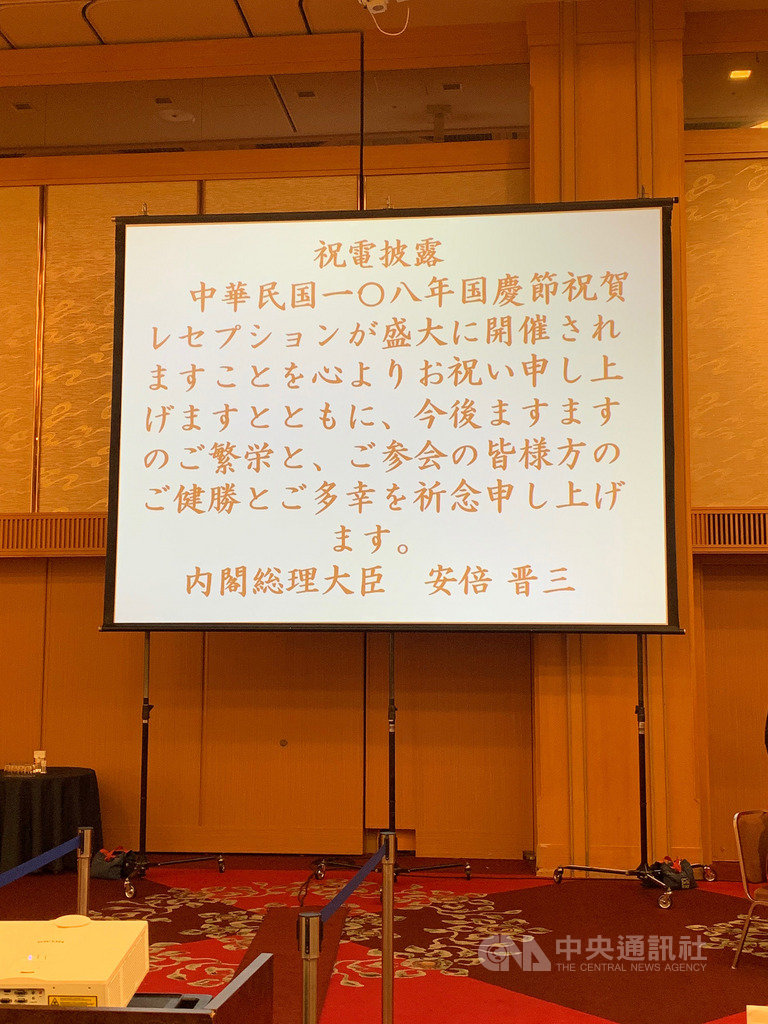 祝電披露
中華民国一〇八年国慶節祝賀
レセプションが盛大に開催され
ますことを心よりお祝い申し上
げますとともに、今後ますます
のご繁栄と、ご参会の皆様方の
ご健勝とご多幸を祈念申し上げ
ます。
内閣総理大臣　安倍 晋三
CNA 中央通訊社
THE CENTRAL NEWS AGENCY